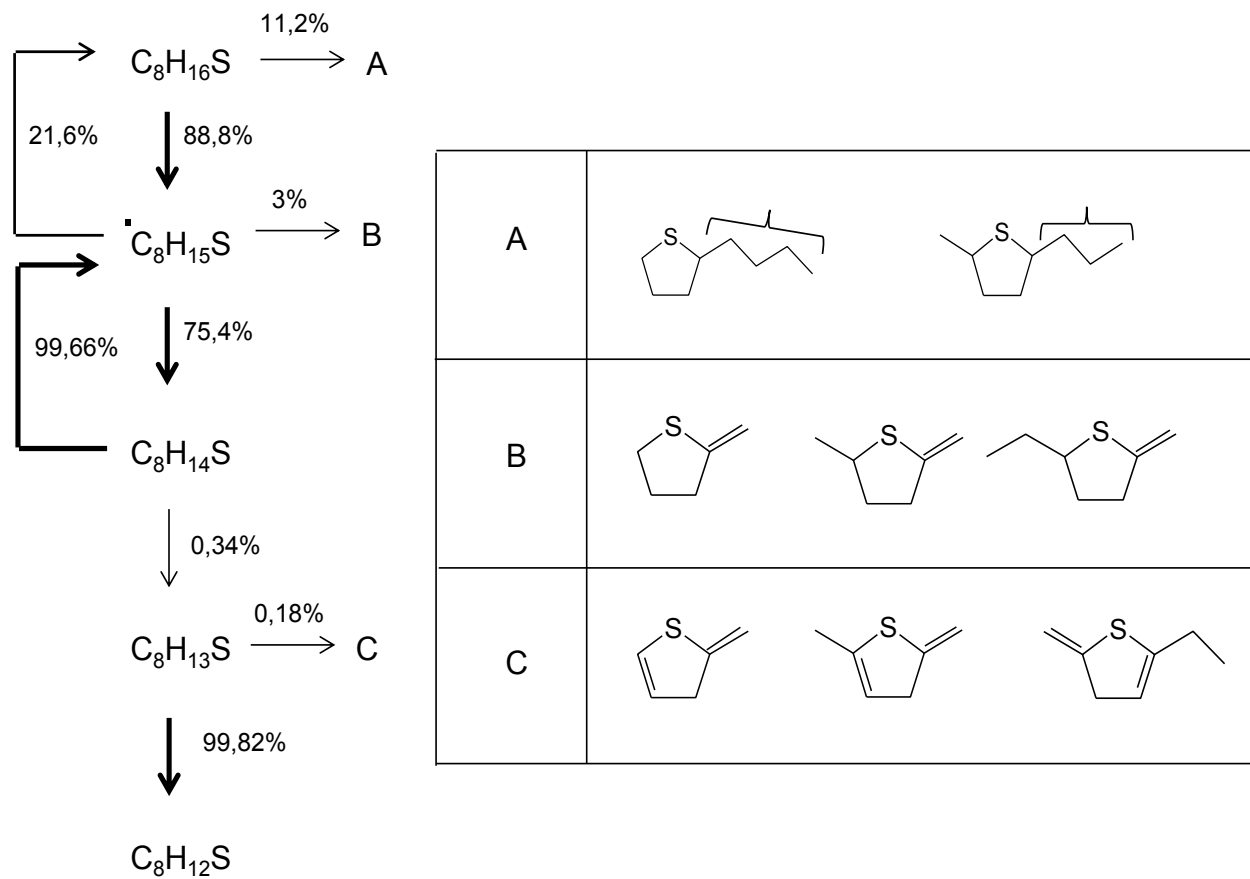 11,2%
C₈H₁₆S A
21,6% 88,8%
3%
•C₈H₁₅S B
99,66% 75,4%
C₈H₁₄S
0,34%
0,18%
C₈H₁₃S C
99,82%
C₈H₁₂S
A S S
B S S S
C S S S